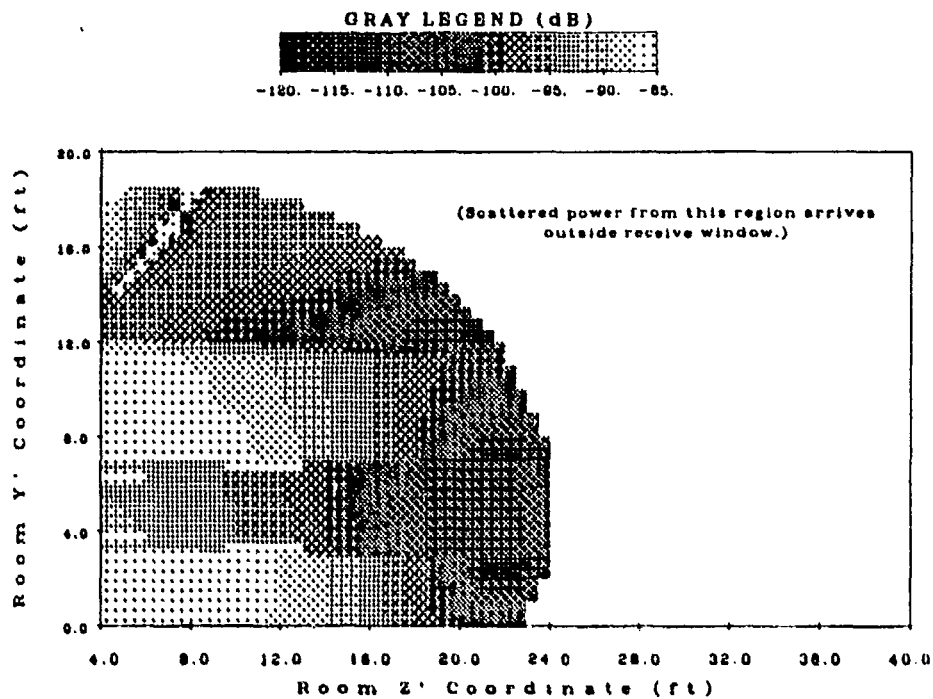 GRAY LEGEND (dB)
-120. -115. -110. -105. -100. -95. -90. -85.
20.0
(Scattered power from this region arrives
outside receive window.)
16.0
12.0
8.0
4.0
0.0
Room Y' Coordinate (ft)
4.0 8.0 12.0 16.0 20.0 24.0 28.0 32.0 36.0 40.0
Room Z' Coordinate (ft)